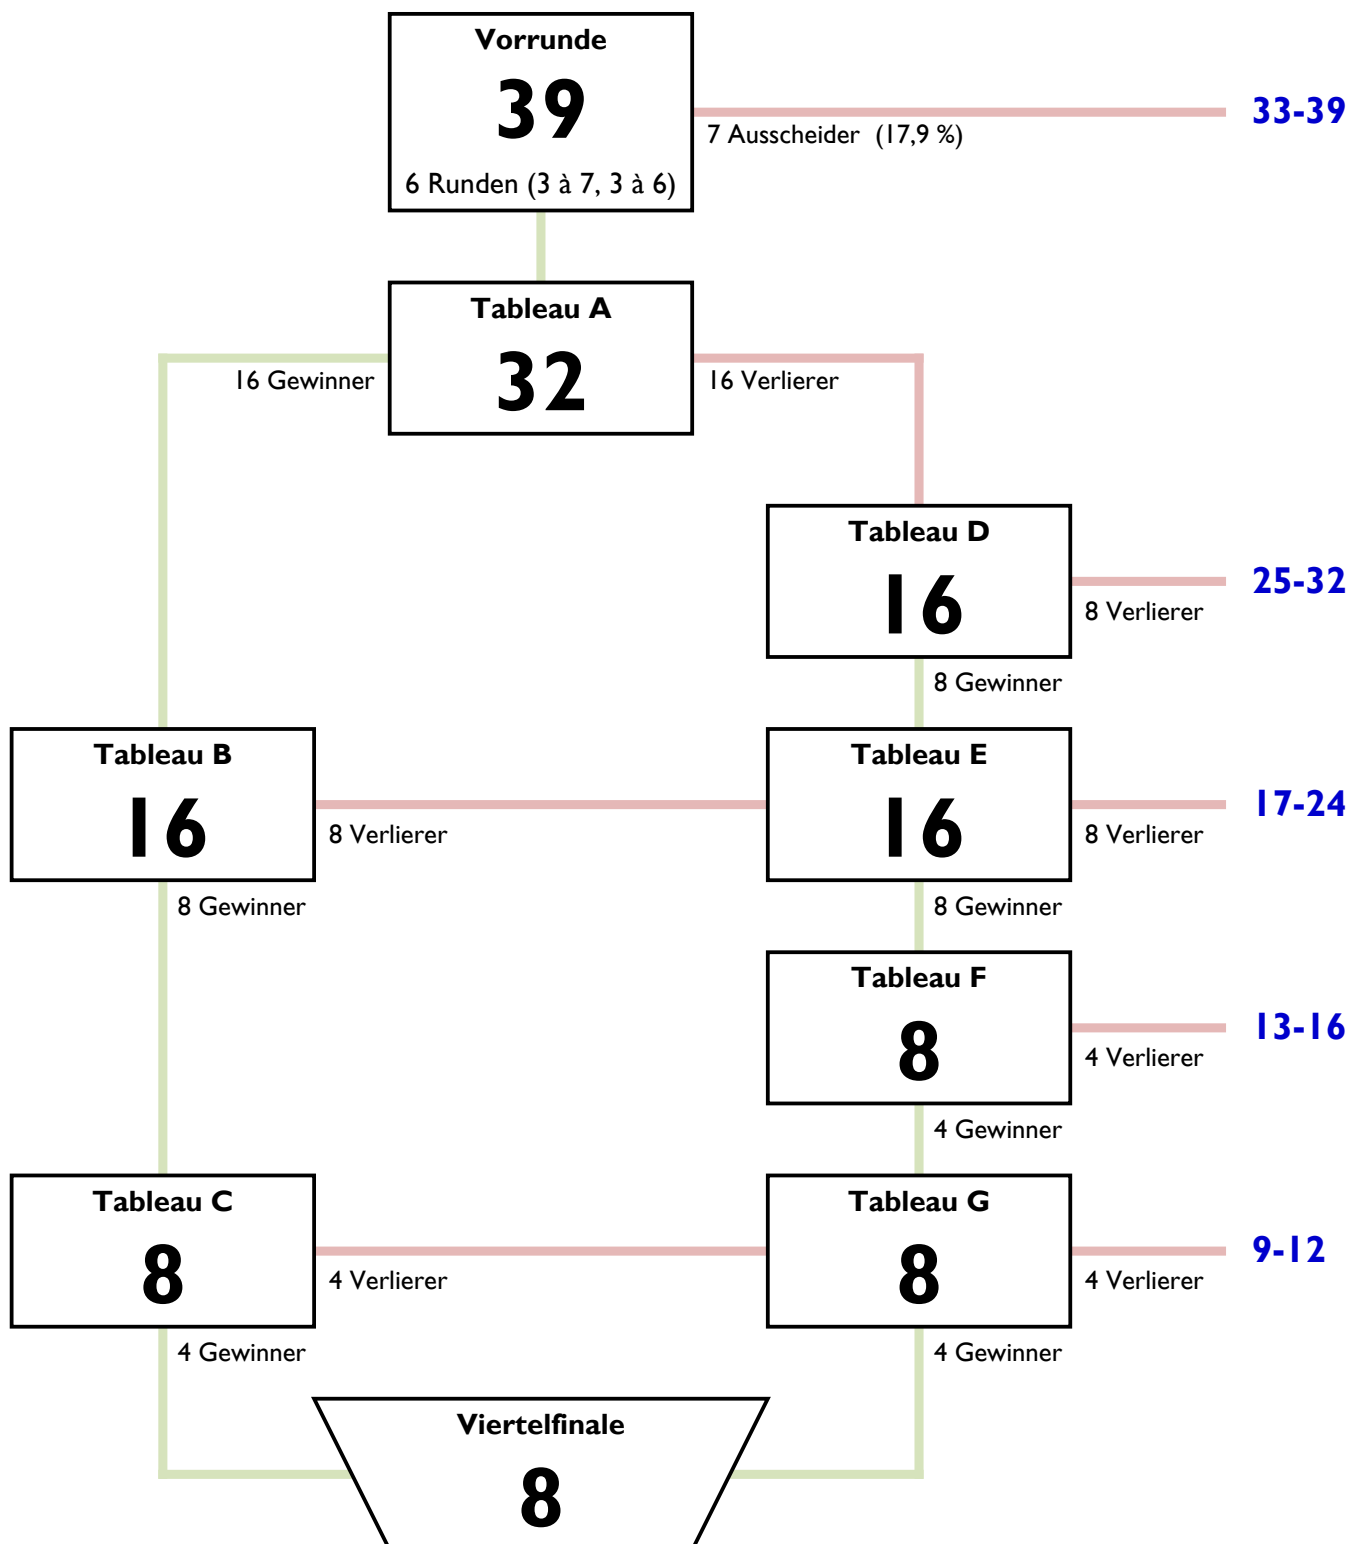 Vorrunde
39
6 Runden (3 à 7, 3 à 6)
7 Ausscheider (17,9 %)
33-39
Tableau A
32
16 Gewinner
16 Verlierer
Tableau D
16
8 Verlierer
25-32
8 Gewinner
Tableau B
16
8 Verlierer
8 Gewinner
Tableau E
16
8 Verlierer
17-24
8 Gewinner
Tableau F
8
4 Verlierer
13-16
4 Gewinner
Tableau C
8
4 Verlierer
4 Gewinner
Tableau G
8
4 Verlierer
9-12
4 Gewinner
Viertelfinale
8